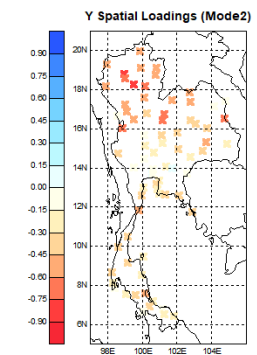 Y Spatial Loadings (Mode2)
0.90
0.75
0.60
0.45
0.30
0.15
0.00
-0.15
-0.30
-0.45
-0.60
-0.75
-0.90
20N
18N
16N
14N
12N
10N
8N
6N
98E 100E 102E 104E